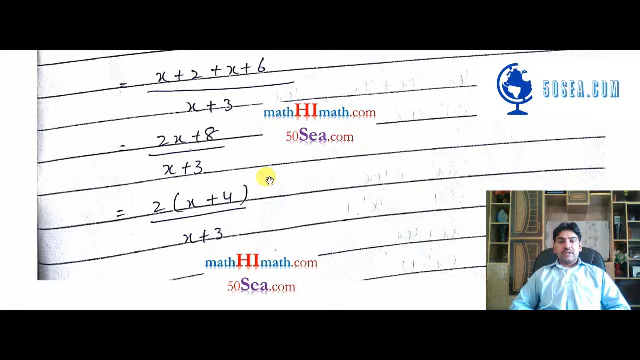 = x+2+x+6
x+3
mathHImath.com
50Sea.com
= 2x+8
x+3
= 2(x+4)
x+3
mathHImath.com
50Sea.com
50SEA.COM